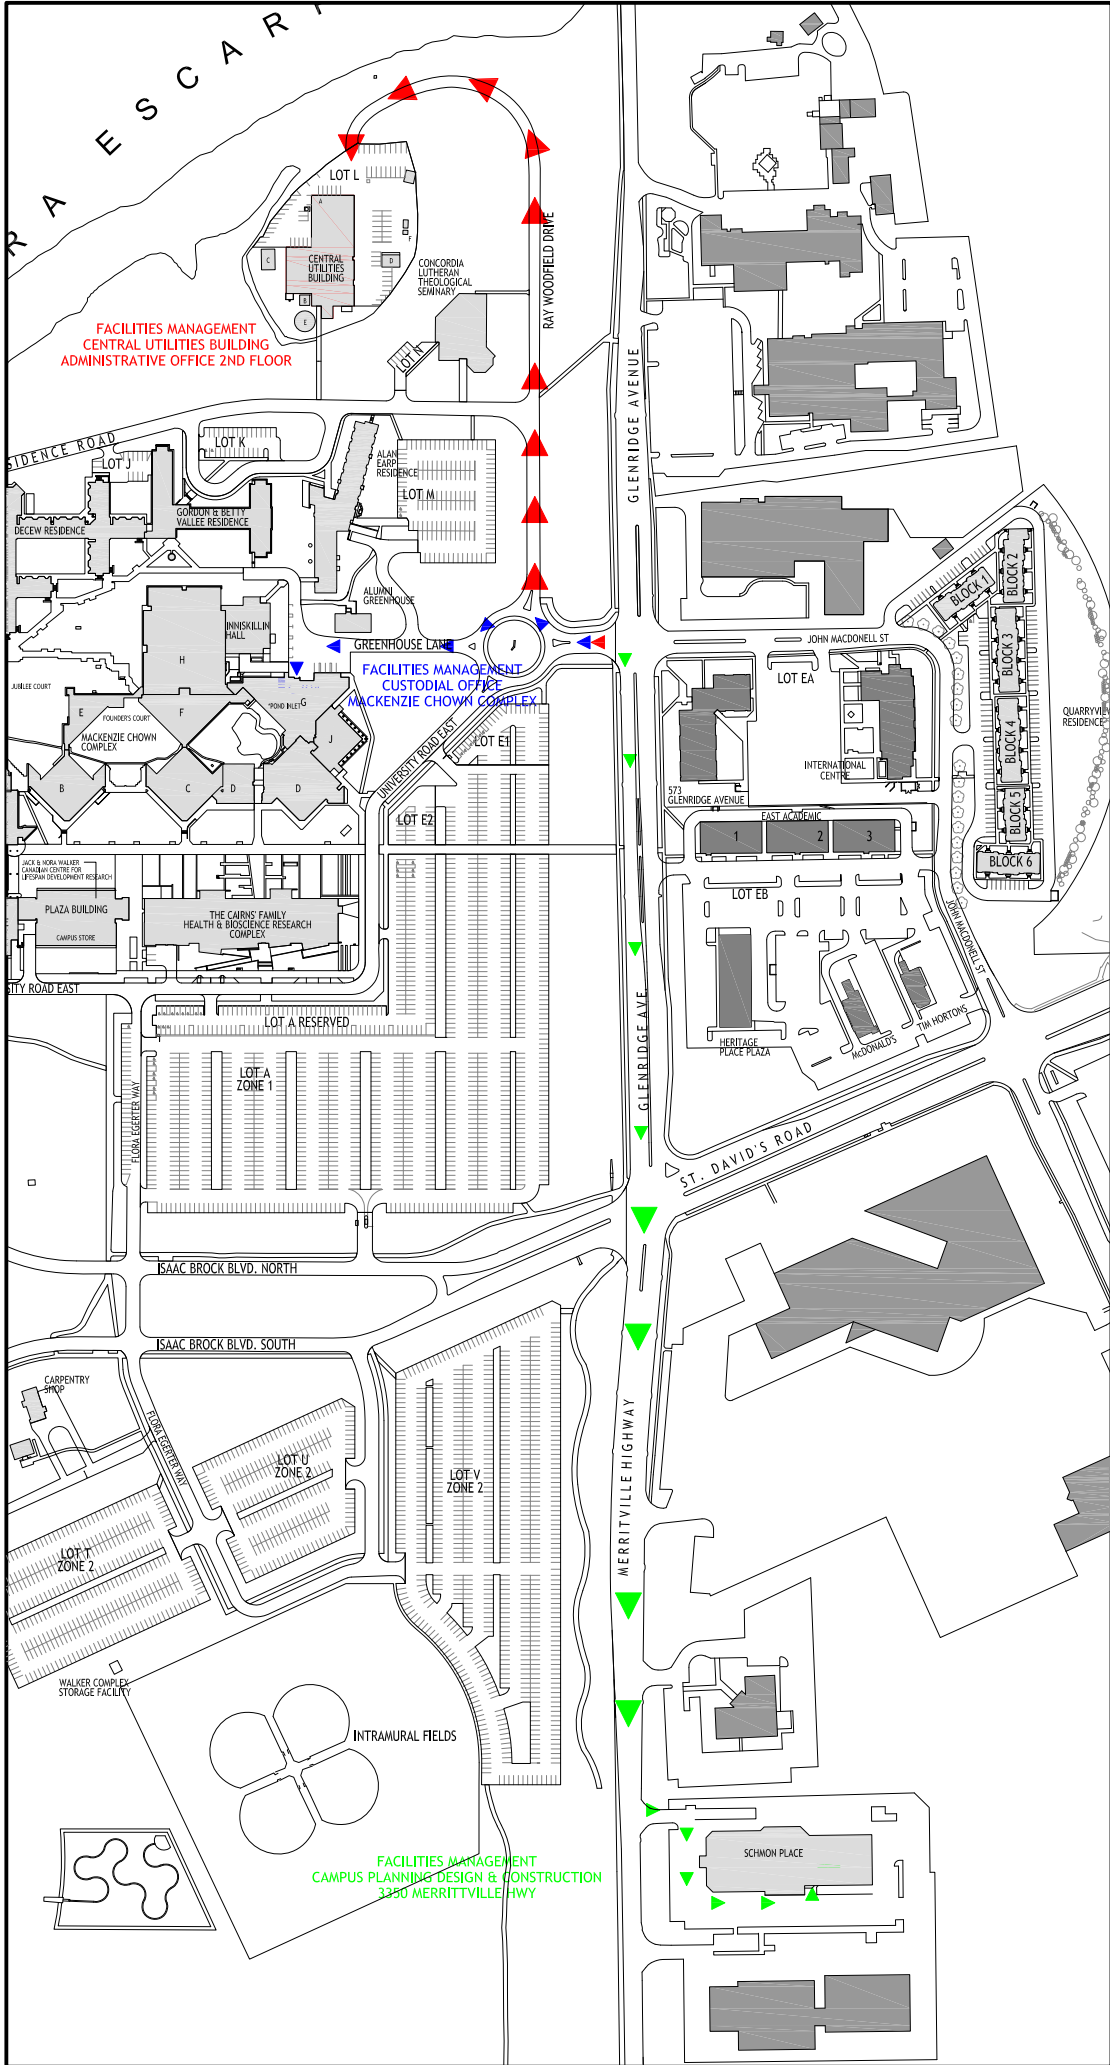 R A   E S C A R
LOT L
A
F
CENTRAL
UTILITIES
BUILDING
C
D
B
E
CONCORDIA
LUTHERAN
THEOLOGICAL
SEMINARY
RAY WOODFIELD DRIVE
FACILITIES MANAGEMENT
CENTRAL UTILITIES BUILDING
ADMINISTRATIVE OFFICE 2ND FLOOR
LOT N
GLENRIDGE AVENUE
SIDENCE ROAD
LOT K
LOT J
ALAN
EARP
RESIDENCE
LOT M
GORDON & BETTY
VALLEE RESIDENCE
DECEW RESIDENCE
ALUMNI
GREENHOUSE
BLOCK 2
BLOCK 1
BLOCK 3
BLOCK 4
BLOCK 5
BLOCK 6
INNISKILLIN
HALL
GREENHOUSE LANE
JOHN MACDONELL ST
H
FACILITIES MANAGEMENT
CUSTODIAL OFFICE
MACKENZIE CHOWN COMPLEX
LOT EA
JUBILEE COURT
E
FOUNDER'S COURT
F
"POND INLET"
G
J
MACKENZIE CHOWN
COMPLEX
QUARRYVIEW
RESIDENCE
LOT E1
UNIVERSITY ROAD EAST
INTERNATIONAL
CENTRE
B
C
D
D
573
GLENRIDGE AVENUE
LOT E2
EAST ACADEMIC
1
2
3
JACK & NORA WALKER
CANADIAN CENTRE FOR
LIFESPAN DEVELOPMENT RESEARCH
LOT EB
PLAZA BUILDING
THE CAIRNS' FAMILY
HEALTH & BIOSCIENCE RESEARCH
COMPLEX
CAMPUS STORE
JOHN MACDONELL ST
SITY ROAD EAST
LOT A RESERVED
GLENRIDGE AVE.
TIM HORTONS
McDONALD'S
HERITAGE
PLACE PLAZA
LOT A
ZONE 1
FLORA EGERTER WAY
ST. DAVID'S ROAD
ISAAC BROCK BLVD. NORTH
ISAAC BROCK BLVD. SOUTH
CARPENTRY
SHOP
FLORA EGERTER WAY
MERRITVILLE HIGHWAY
LOT U
ZONE 2
LOT V
ZONE 2
LOT T
ZONE 2
WALKER COMPLEX
STORAGE FACILITY
INTRAMURAL FIELDS
SCHMON PLACE
FACILITIES MANAGEMENT
CAMPUS PLANNING DESIGN & CONSTRUCTION
3350 MERRITTVILLE HWY